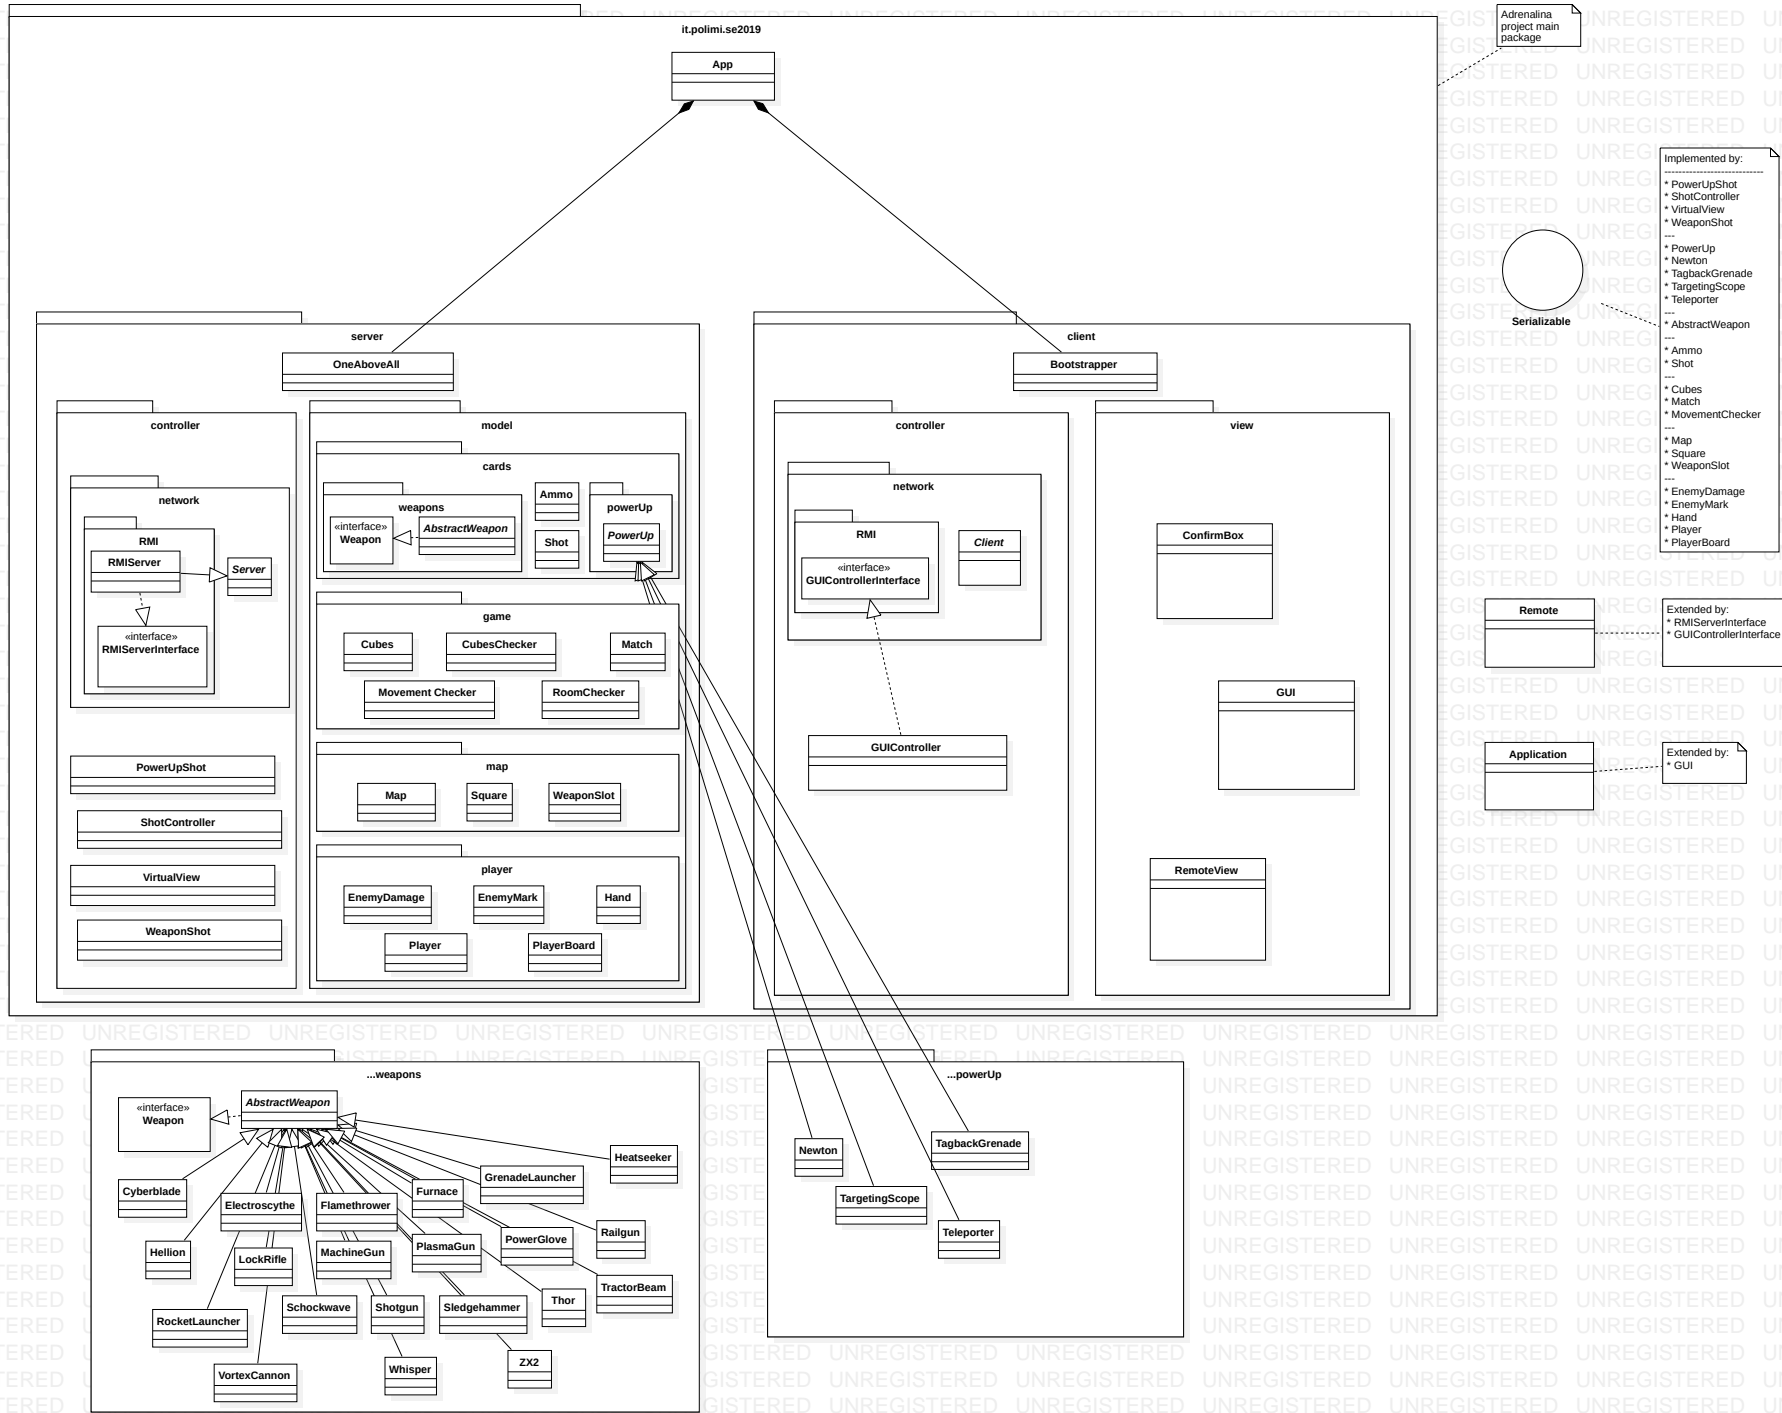 it.polimi.se2019
App
Adrenalina
project main
package
Implemented by:
----------------------------
* PowerUpShot
* ShotController
* VirtualView
* WeaponShot
---
* PowerUp
* Newton
* TagbackGrenade
* TargetingScope
* Teleporter
---
* AbstractWeapon
---
* Ammo
* Shot
---
* Cubes
* Match
* MovementChecker
---
* Map
* Square
* WeaponSlot
---
* EnemyDamage
* EnemyMark
* Hand
* Player
* PlayerBoard
Serializable
Remote
Extended by:
* RMIServerInterface
* GUIControllerInterface
Application
Extended by:
* GUI
server
OneAboveAll
controller
network
RMI
RMIServer
Server
«interface»
RMIServerInterface
PowerUpShot
ShotController
VirtualView
WeaponShot
model
cards
weapons
«interface»
Weapon
AbstractWeapon
Ammo
Shot
powerUp
PowerUp
game
Cubes
CubesChecker
Match
Movement Checker
RoomChecker
map
Map
Square
WeaponSlot
player
EnemyDamage
EnemyMark
Hand
Player
PlayerBoard
client
Bootstrapper
controller
network
RMI
«interface»
GUIControllerInterface
Client
GUIController
view
ConfirmBox
GUI
RemoteView
...weapons
«interface»
Weapon
AbstractWeapon
Heatseeker
Cyberblade
Electroscythe
Flamethrower
Furnace
GrenadeLauncher
Hellion
LockRifle
MachineGun
PlasmaGun
PowerGlove
Railgun
RocketLauncher
Schockwave
Shotgun
Sledgehammer
Thor
TractorBeam
VortexCannon
Whisper
ZX2
...powerUp
Newton
TagbackGrenade
TargetingScope
Teleporter
UNREGISTERED